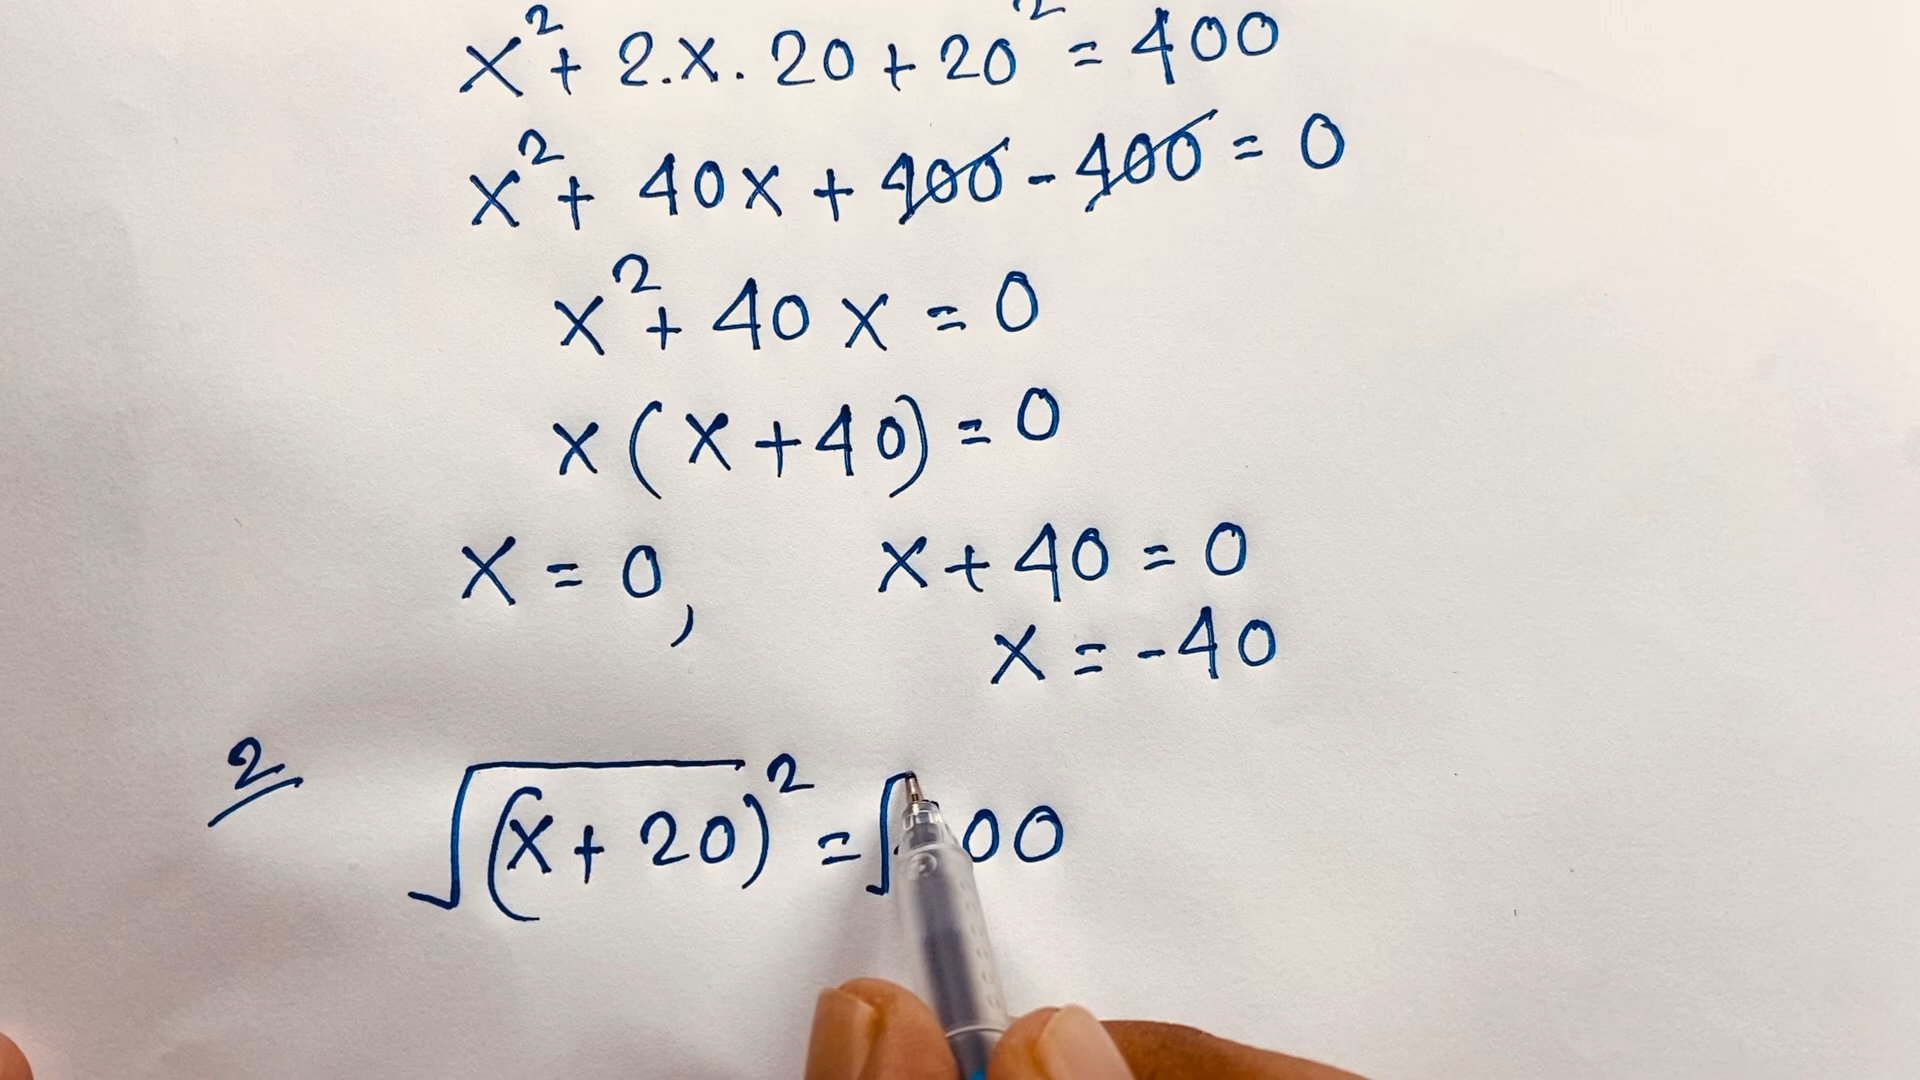 x² + 2.x.20 + 20² = 400
x² + 40x + 400 - 400 = 0
x² + 40x = 0
x(x + 40) = 0
x = 0, x + 40 = 0
x = -40
2 √(x + 20)² = √00